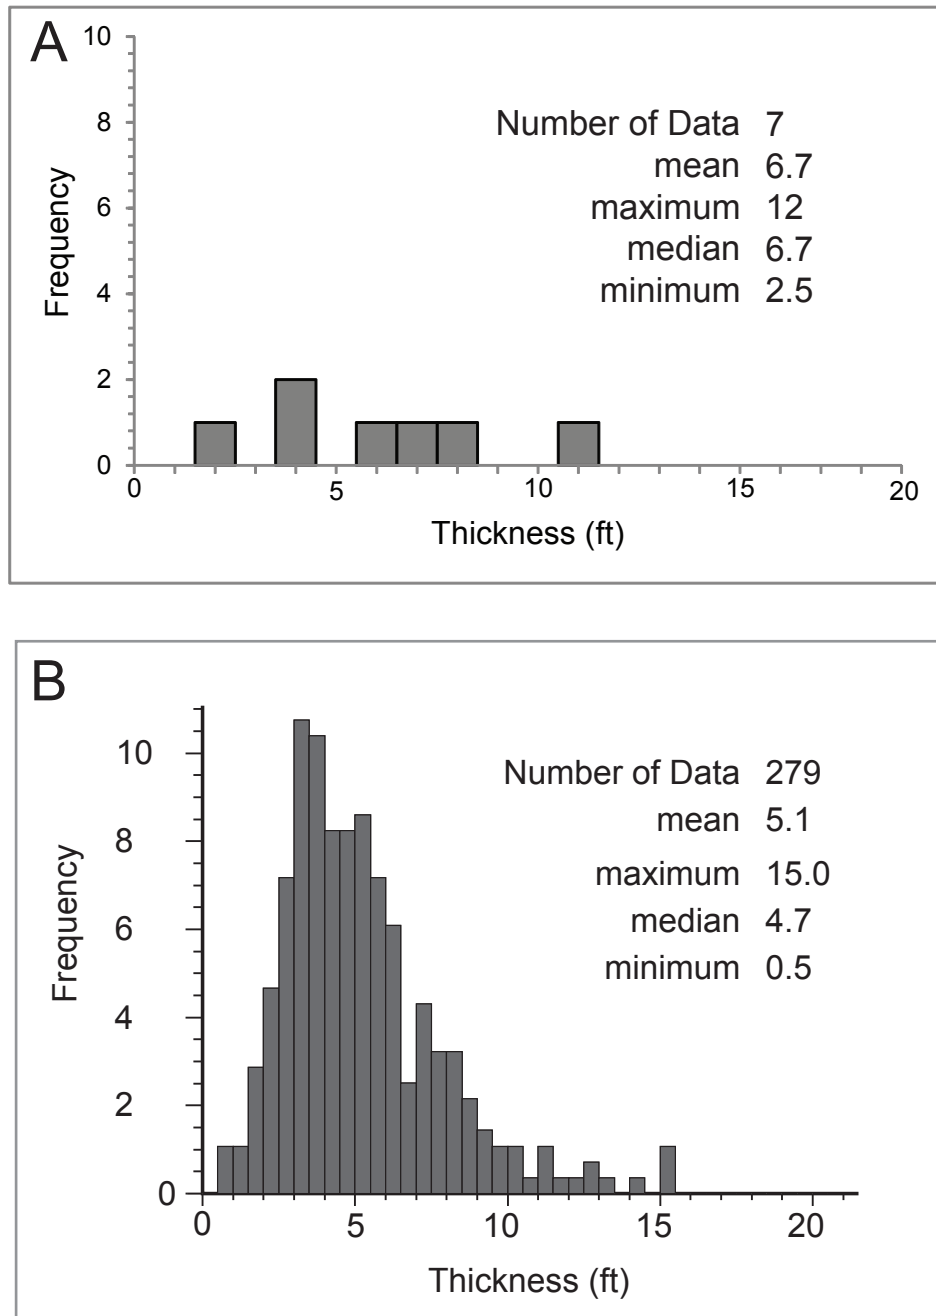 A
10
8
6
4
2
0
Frequency
Number of Data 7
mean 6.7
maximum 12
median 6.7
minimum 2.5
0 5 10 15 20
Thickness (ft)
B
10
8
6
4
2
0
Frequency
Number of Data 279
mean 5.1
maximum 15.0
median 4.7
minimum 0.5
0 5 10 15 20
Thickness (ft)